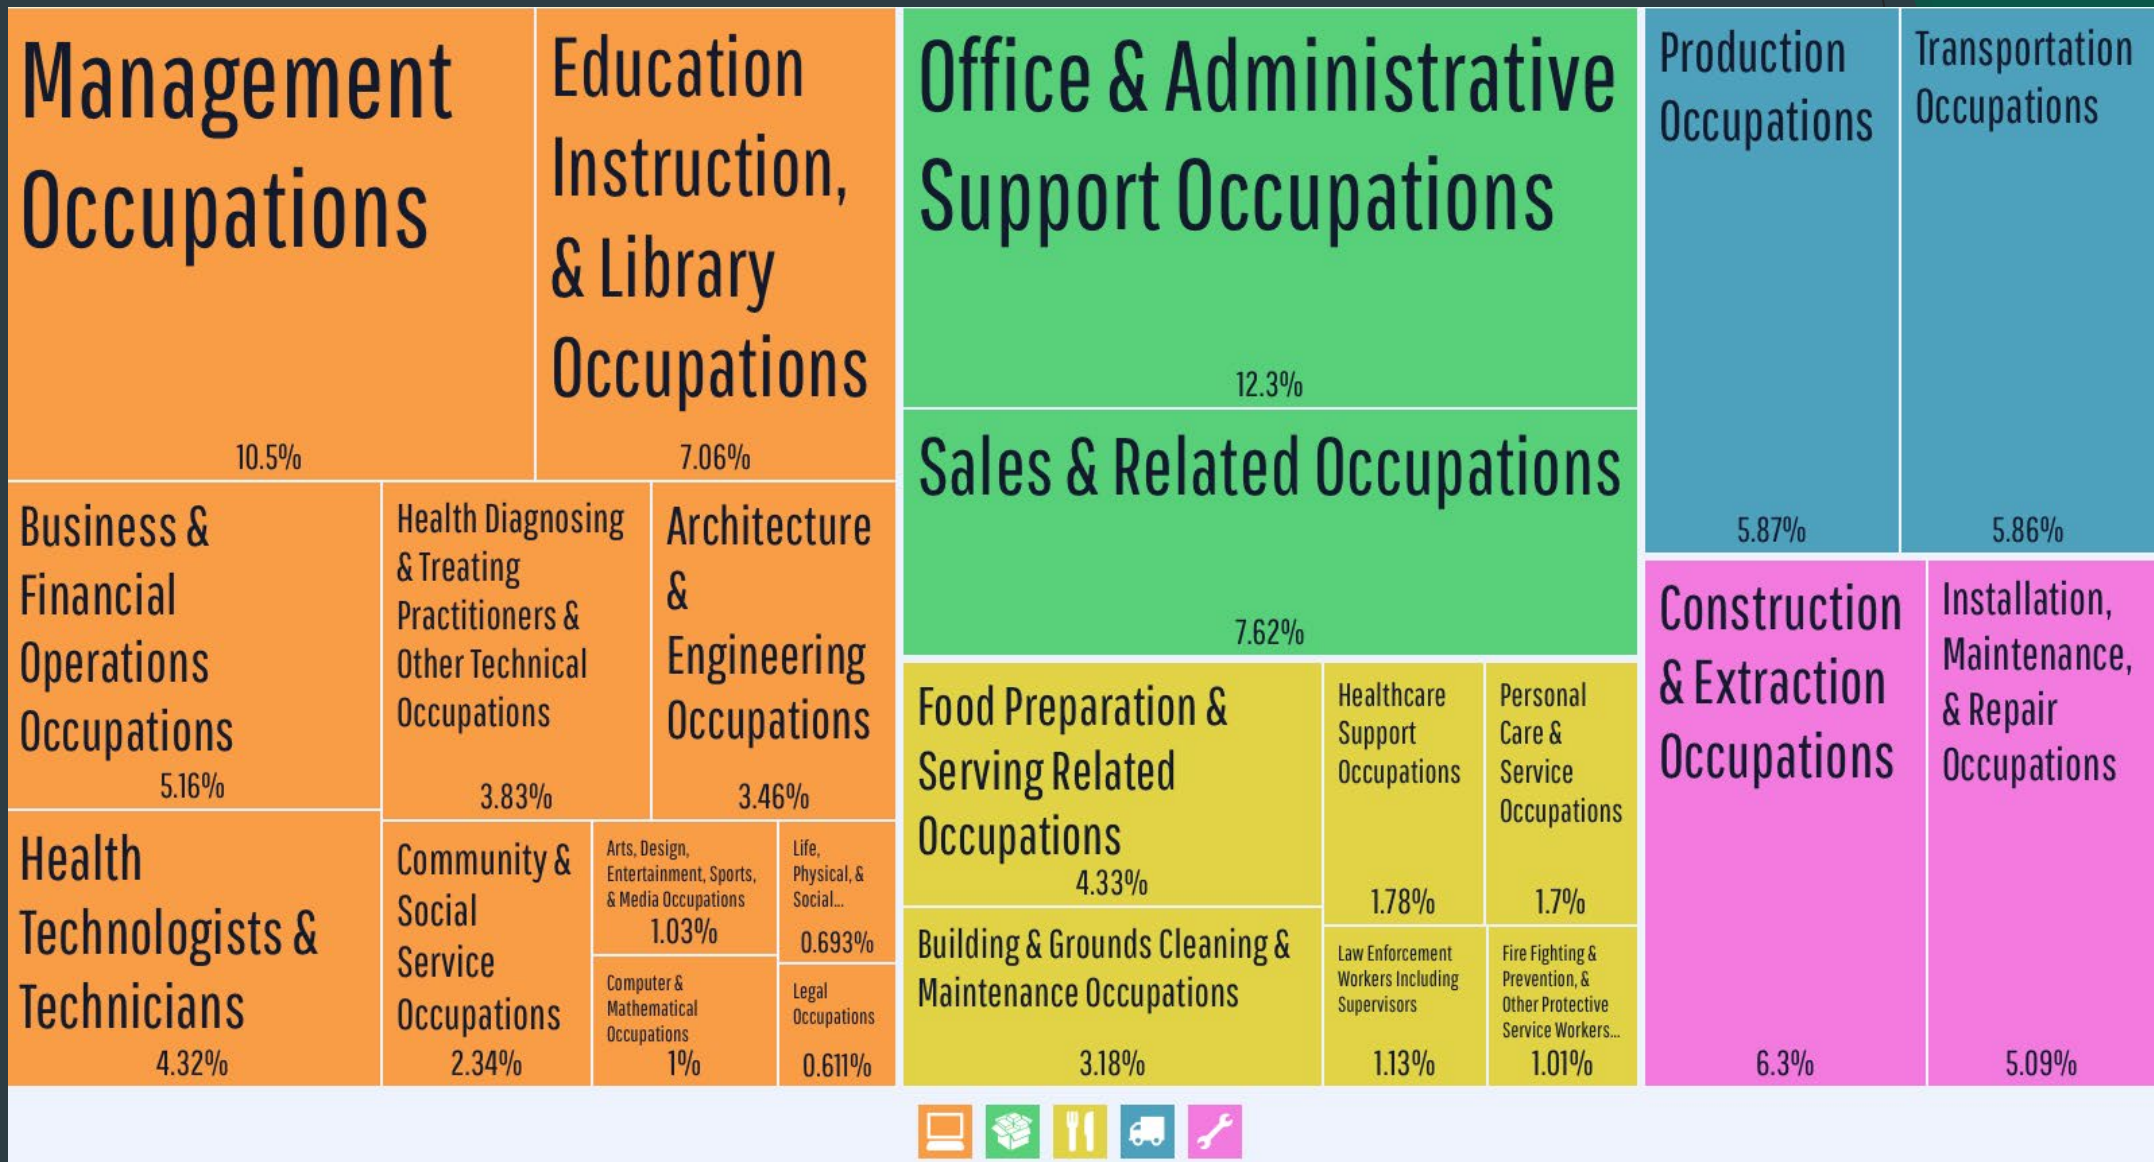 Management
Occupations
10.5%
Education
Instruction,
& Library
Occupations
7.06%
Business &
Financial
Operations
Occupations
5.16%
Health Diagnosing
& Treating
Practitioners &
Other Technical
Occupations
3.83%
Architecture
&
Engineering
Occupations
3.46%
Health
Technologists &
Technicians
4.32%
Community &
Social
Service
Occupations
2.34%
Arts, Design,
Entertainment, Sports,
& Media Occupations
1.03%
Life,
Physical, &
Social...
0.693%
Computer &
Mathematical
Occupations
1%
Legal
Occupations
0.611%
Office & Administrative
Support Occupations
12.3%
Sales & Related Occupations
7.62%
Food Preparation &
Serving Related
Occupations
4.33%
Healthcare
Support
Occupations
1.78%
Personal
Care &
Service
Occupations
1.7%
Building & Grounds Cleaning &
Maintenance Occupations
3.18%
Law Enforcement
Workers Including
Supervisors
1.13%
Fire Fighting &
Prevention, &
Other Protective
Service Workers...
1.01%
Production
Occupations
5.87%
Transportation
Occupations
5.86%
Construction
& Extraction
Occupations
6.3%
Installation,
Maintenance,
& Repair
Occupations
5.09%